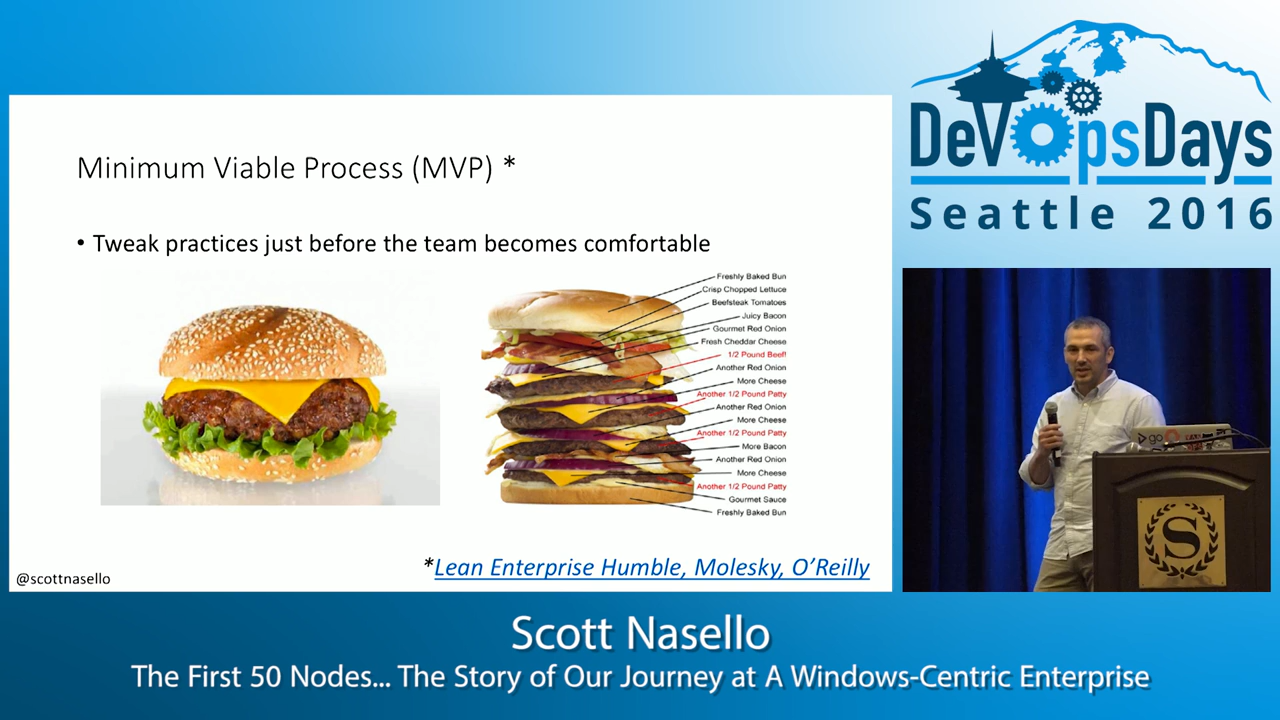 Minimum Viable Process (MVP) *
• Tweak practices just before the team becomes comfortable
Freshly Baked Bun
Crisp Chopped Lettuce
Beefsteak Tomatoes
Juicy Bacon
Gourmet Red Onion
Fresh Cheddar Cheese
1/2 Pound Beef!
Another Red Onion
More Cheese
Another 1/2 Pound Patty
Another Red Onion
More Cheese
Another 1/2 Pound Patty
More Bacon
Another Red Onion
More Cheese
Another 1/2 Pound Patty
Gourmet Sauce
Freshly Baked Bun
*Lean Enterprise Humble, Molesky, O'Reilly
@scottnasello
DevOpsDays
Seattle 2016
go
S
Scott Nasello
The First 50 Nodes... The Story of Our Journey at A Windows-Centric Enterprise